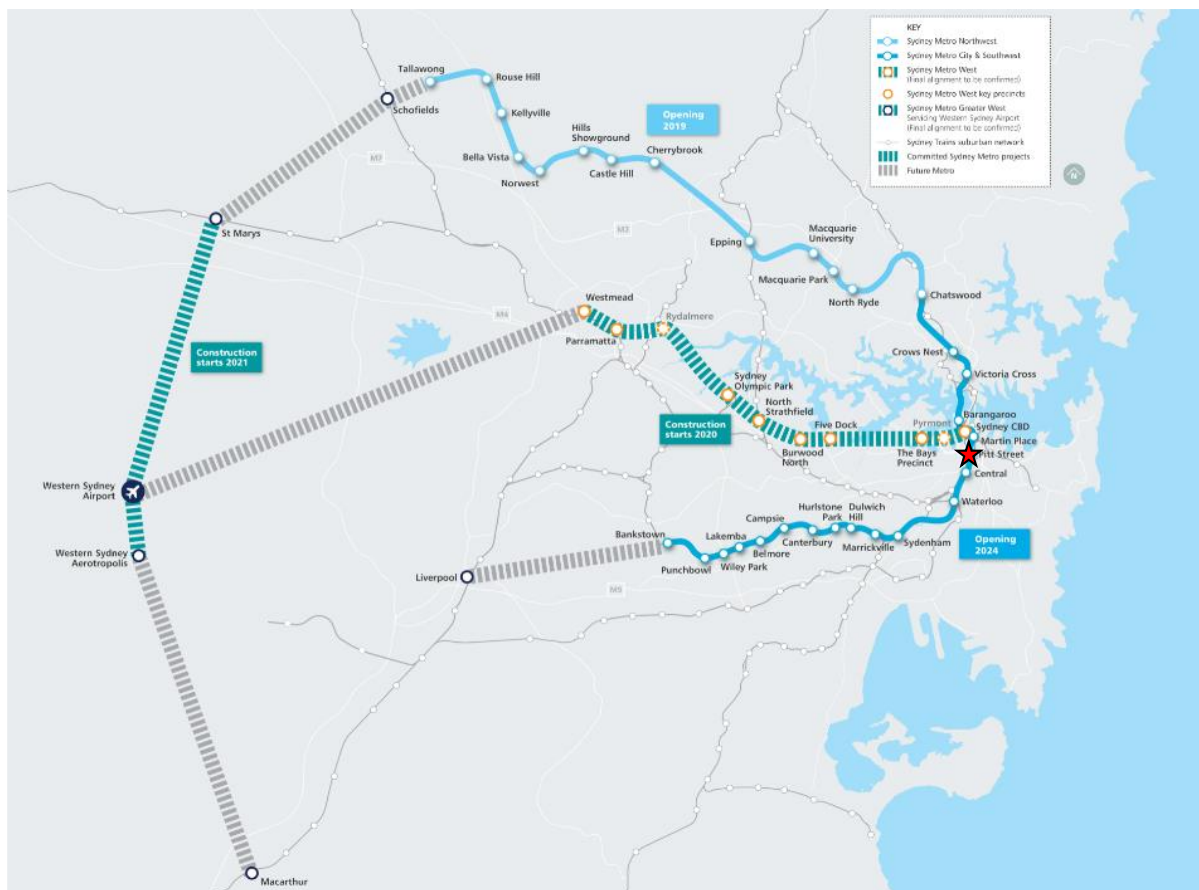 KEY
Sydney Metro Northwest
Sydney Metro City & Southwest
Sydney Metro West
(Final alignment to be confirmed)
Sydney Metro West key precincts
Sydney Metro Greater West
Servicing Western Sydney Airport
(Final alignment to be confirmed)
Sydney Trains suburban network
Committed Sydney Metro projects
Future Metro
N
Tallawong
Rouse Hill
Schofields
Kellyville
Opening
2019
Hills
Showground
Cherrybrook
M7
Bella Vista
Castle Hill
Norwest
St Marys
M2
Epping
Macquarie
University
Macquarie Park
North Ryde
Chatswood
Westmead
M4
Rydalmere
Parramatta
Construction
starts 2021
Crows Nest
Victoria Cross
Sydney
Olympic Park
North
Strathfield
Barangaroo
Construction
starts 2020
Five Dock
Pyrmont
Sydney CBD
Martin Place
Burwood
North
The Bays
Precinct
Pitt Street
Central
Western Sydney
Airport
Waterloo
Hurlstone
Park
Dulwich
Hill
Campsie
Lakemba
Bankstown
Canterbury
Marrickville
Sydenham
Opening
2024
Belmore
Wiley Park
Punchbowl
Western Sydney
Aerotropolis
Liverpool
M5
Macarthur